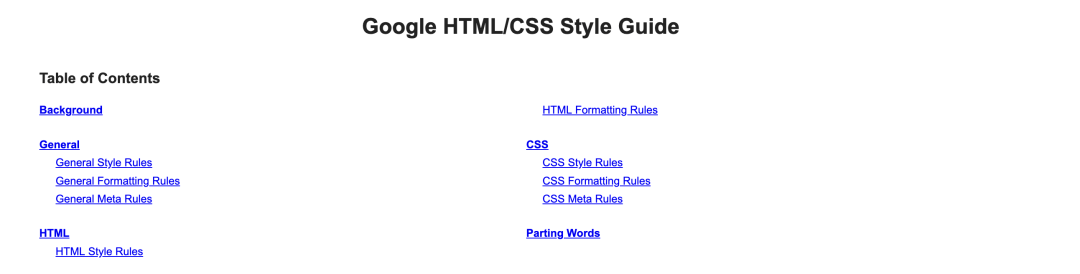 Google HTML/CSS Style Guide
Table of Contents
Background
General
General Style Rules
General Formatting Rules
General Meta Rules
HTML
HTML Style Rules
HTML Formatting Rules
CSS
CSS Style Rules
CSS Formatting Rules
CSS Meta Rules
Parting Words